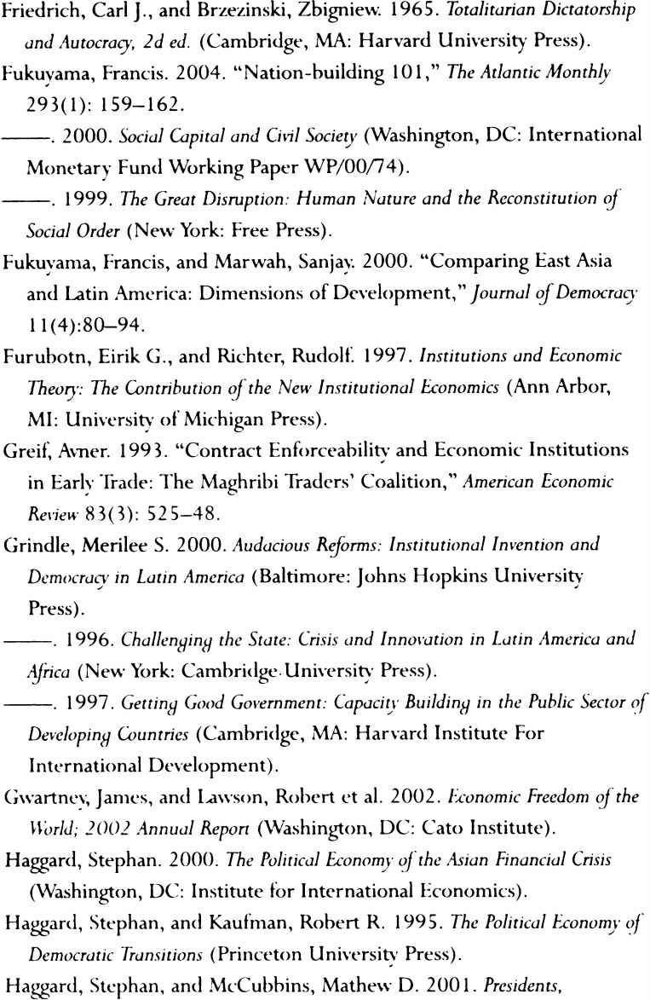 Friedrich, Carl J., and Brzezinski, Zbigniew. 1965. Totalitarian Dictatorship
and Autocracy, 2d ed. (Cambridge, MA: Harvard University Press).
Fukuyama, Francis. 2004. “Nation-building 101,” The Atlantic Monthly
293(1): 159–162.
———. 2000. Social Capital and Civil Society (Washington, DC: International
Monetary Fund Working Paper WP/00/74).
———. 1999. The Great Disruption: Human Nature and the Reconstitution of
Social Order (New York: Free Press).
Fukuyama, Francis, and Marwah, Sanjay. 2000. “Comparing East Asia
and Latin America: Dimensions of Development,” Journal of Democracy
11(4):80–94.
Furubotn, Eirik G., and Richter, Rudolf. 1997. Institutions and Economic
Theory: The Contribution of the New Institutional Economics (Ann Arbor,
MI: University of Michigan Press).
Greif, Avner. 1993. “Contract Enforceability and Economic Institutions
in Early Trade: The Maghribi Traders’ Coalition,” American Economic
Review 83(3): 525–48.
Grindle, Merilee S. 2000. Audacious Reforms: Institutional Invention and
Democracy in Latin America (Baltimore: Johns Hopkins University
Press).
———. 1996. Challenging the State: Crisis and Innovation in Latin America and
Africa (New York: Cambridge University Press).
———. 1997. Getting Good Government: Capacity Building in the Public Sector of
Developing Countries (Cambridge, MA: Harvard Institute For
International Development).
Gwartney, James, and Lawson, Robert et al. 2002. Economic Freedom of the
World; 2002 Annual Report (Washington, DC: Cato Institute).
Haggard, Stephan. 2000. The Political Economy of the Asian Financial Crisis
(Washington, DC: Institute for International Economics).
Haggard, Stephan, and Kaufman, Robert R. 1995. The Political Economy of
Democratic Transitions (Princeton University Press).
Haggard, Stephan, and McCubbins, Mathew D. 2001. Presidents,